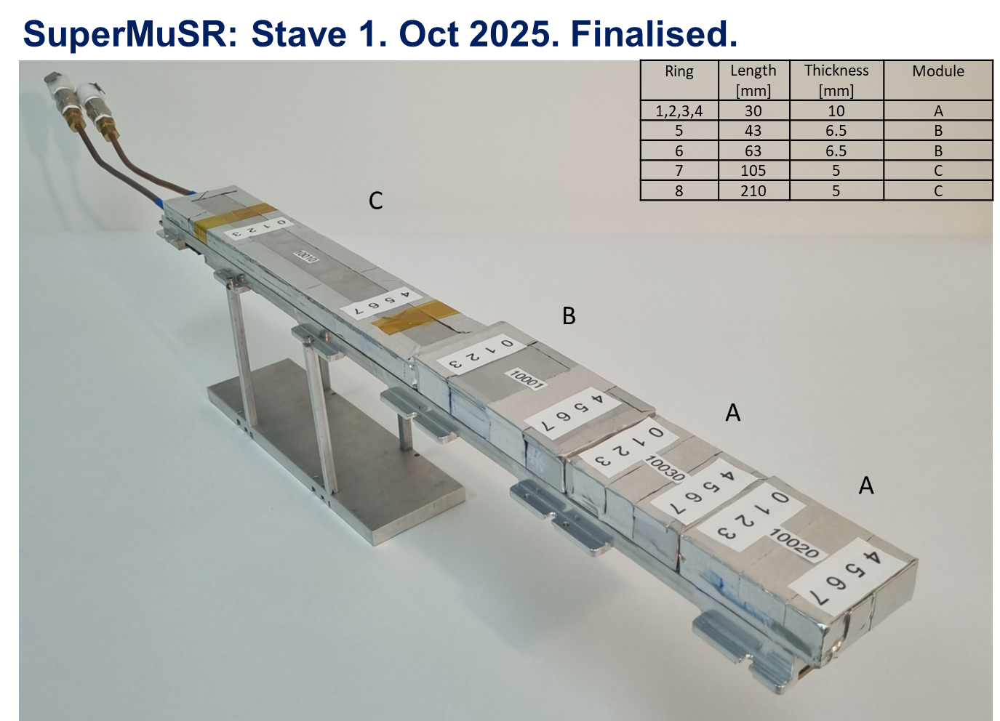 SuperMuSR: Stave 1. Oct 2025. Finalised.
Ring Length [mm] Thickness [mm] Module
1,2,3,4 30 10 A
5 43 6.5 B
6 63 6.5 B
7 105 5 C
8 210 5 C
C
0 1 2 3
10010
4 5 6 7
B
0 1 2 3
10001
4 5 6 7
A
0 1 2 3
10030
4 5 6 7
A
0 1 2 3
10020
4 5 6 7